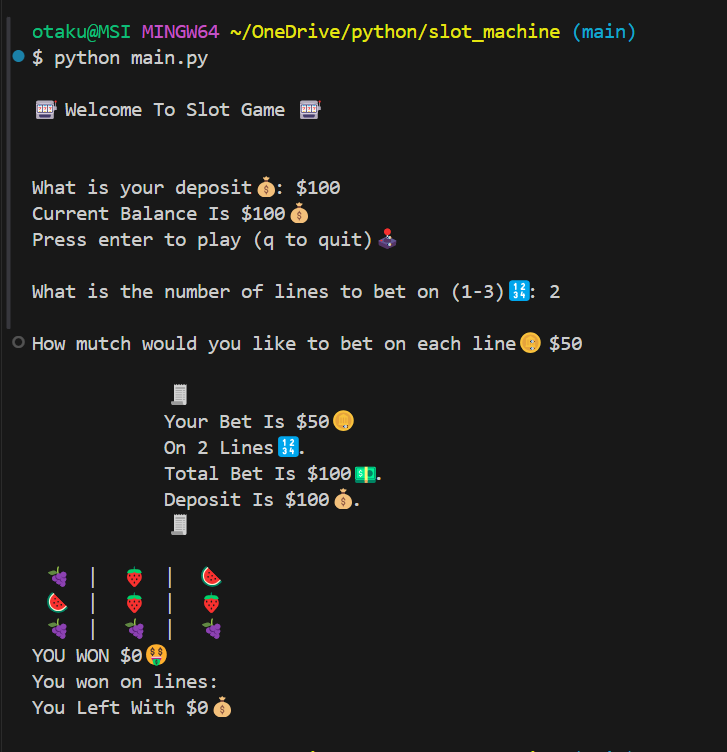 otaku@MSI MINGW64 ~/OneDrive/python/slot_machine (main)
$ python main.py
🎰 Welcome To Slot Game 🎰
What is your deposit💰: $100
Current Balance Is $100💰
Press enter to play (q to quit)🕹️
What is the number of lines to bet on (1-3)🔢: 2
How mutch would you like to bet on each line🪙 $50
🧾
Your Bet Is $50🪙
On 2 Lines🔢.
Total Bet Is $100💵.
Deposit Is $100💰.
🧾
🍇 | 🍓 | 🍉
🍉 | 🍓 | 🍓
🍇 | 🍇 | 🍇
YOU WON $0🤑
You won on lines:
You Left With $0💰